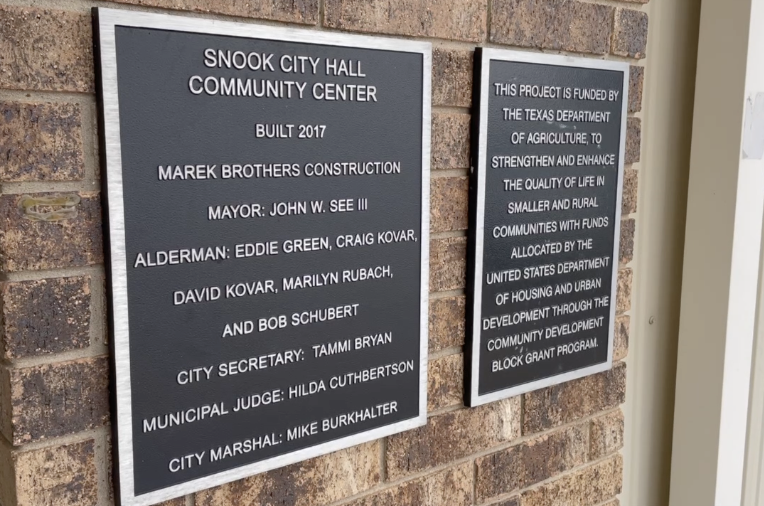 SNOOK CITY HALL
COMMUNITY CENTER
BUILT 2017
MAREK BROTHERS CONSTRUCTION
MAYOR: JOHN W. SEE III
ALDERMAN: EDDIE GREEN, CRAIG KOVAR,
DAVID KOVAR, MARILYN RUBACH,
AND BOB SCHUBERT
CITY SECRETARY: TAMMI BRYAN
MUNICIPAL JUDGE: HILDA CUTHBERTSON
CITY MARSHAL: MIKE BURKHALTER
THIS PROJECT IS FUNDED BY
THE TEXAS DEPARTMENT
OF AGRICULTURE, TO
STRENGTHEN AND ENHANCE
THE QUALITY OF LIFE IN
SMALLER AND RURAL
COMMUNITIES WITH FUNDS
ALLOCATED BY THE
UNITED STATES DEPARTMENT
OF HOUSING AND URBAN
DEVELOPMENT THROUGH THE
COMMUNITY DEVELOPMENT
BLOCK GRANT PROGRAM.